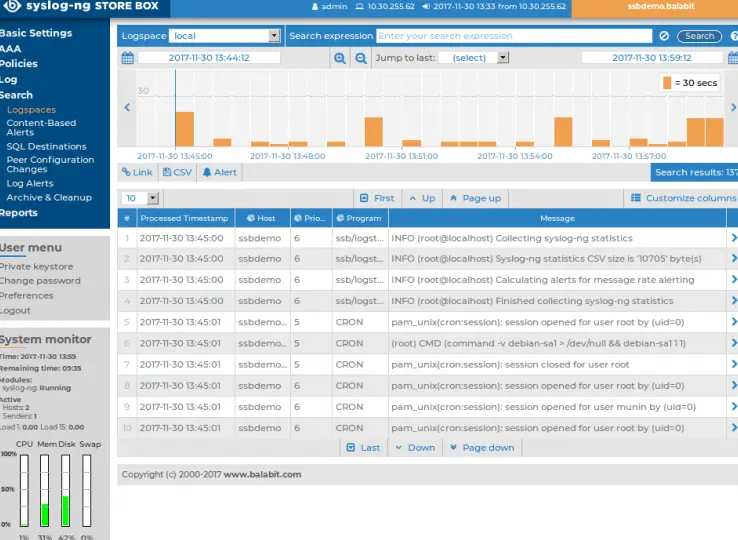 syslog-ng STORE BOX
admin 10.30.255.62 2017-11-30 13:33 from 10.30.255.62
ssbdemo.balabit
Basic Settings
AAA
Policies
Log
Search
Logspaces
Content-Based
Alerts
SQL Destinations
Peer Configuration
Changes
Log Alerts
Archive & Cleanup
Reports
User menu
Private keystore
Change password
Preferences
Logout
System monitor
Time: 2017-11-30 13:59
Remaining time: 09:35
Modules:
syslog-ng: Running
Active
Hosts: 2
Senders: 1
Load 1: 0.00 Load 15: 0.00
CPU Mem Disk Swap
100%
50%
0%
1% 31% 42% 0%
Logspace local Search expression Enter your search expression Search
2017-11-30 13:44:12 Jump to last: (select) 2017-11-30 13:59:12
30
= 30 secs
2017-11-30 13:45:00 2017-11-30 13:48:00 2017-11-30 13:51:00 2017-11-30 13:54:00 2017-11-30 13:57:00
Link CSV Alert Search results: 137
10 First Up Page up Customize columns
# Processed Timestamp Host Prio... Program Message
1 2017-11-30 13:45:00 ssbdemo 6 ssb/logst... INFO (root@localhost) Collecting syslog-ng statistics
2 2017-11-30 13:45:00 ssbdemo 6 ssb/logst... INFO (root@localhost) Syslog-ng statistics CSV size is '10705' byte(s)
3 2017-11-30 13:45:00 ssbdemo 6 ssb/logst... INFO (root@localhost) Calculating alerts for message rate alerting
4 2017-11-30 13:45:00 ssbdemo 6 ssb/logst... INFO (root@localhost) Finished collecting syslog-ng statistics
5 2017-11-30 13:45:01 ssbdemo... 5 CRON pam_unix(cron:session): session opened for user root by (uid=0)
6 2017-11-30 13:45:01 ssbdemo... 5 CRON (root) CMD (command -v debian-sa1 > /dev/null && debian-sa1 1 1)
7 2017-11-30 13:45:01 ssbdemo... 5 CRON pam_unix(cron:session): session closed for user root
8 2017-11-30 13:45:01 ssbdemo 6 CRON pam_unix(cron:session): session opened for user root by (uid=0)
9 2017-11-30 13:45:01 ssbdemo 6 CRON pam_unix(cron:session): session opened for user munin by (uid=0)
10 2017-11-30 13:45:01 ssbdemo 6 CRON pam_unix(cron:session): session opened for user root by (uid=0)
Last Down Page down
Copyright (c) 2000-2017 www.balabit.com